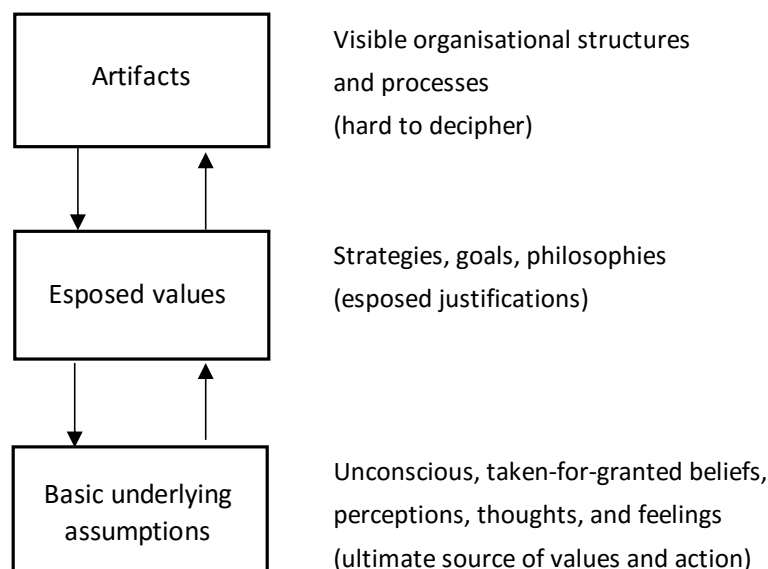 Artifacts
Visible organisational structures
and processes
(hard to decipher)
Esposed values
Strategies, goals, philosophies
(esposed justifications)
Basic underlying
assumptions
Unconscious, taken-for-granted beliefs,
perceptions, thoughts, and feelings
(ultimate source of values and action)